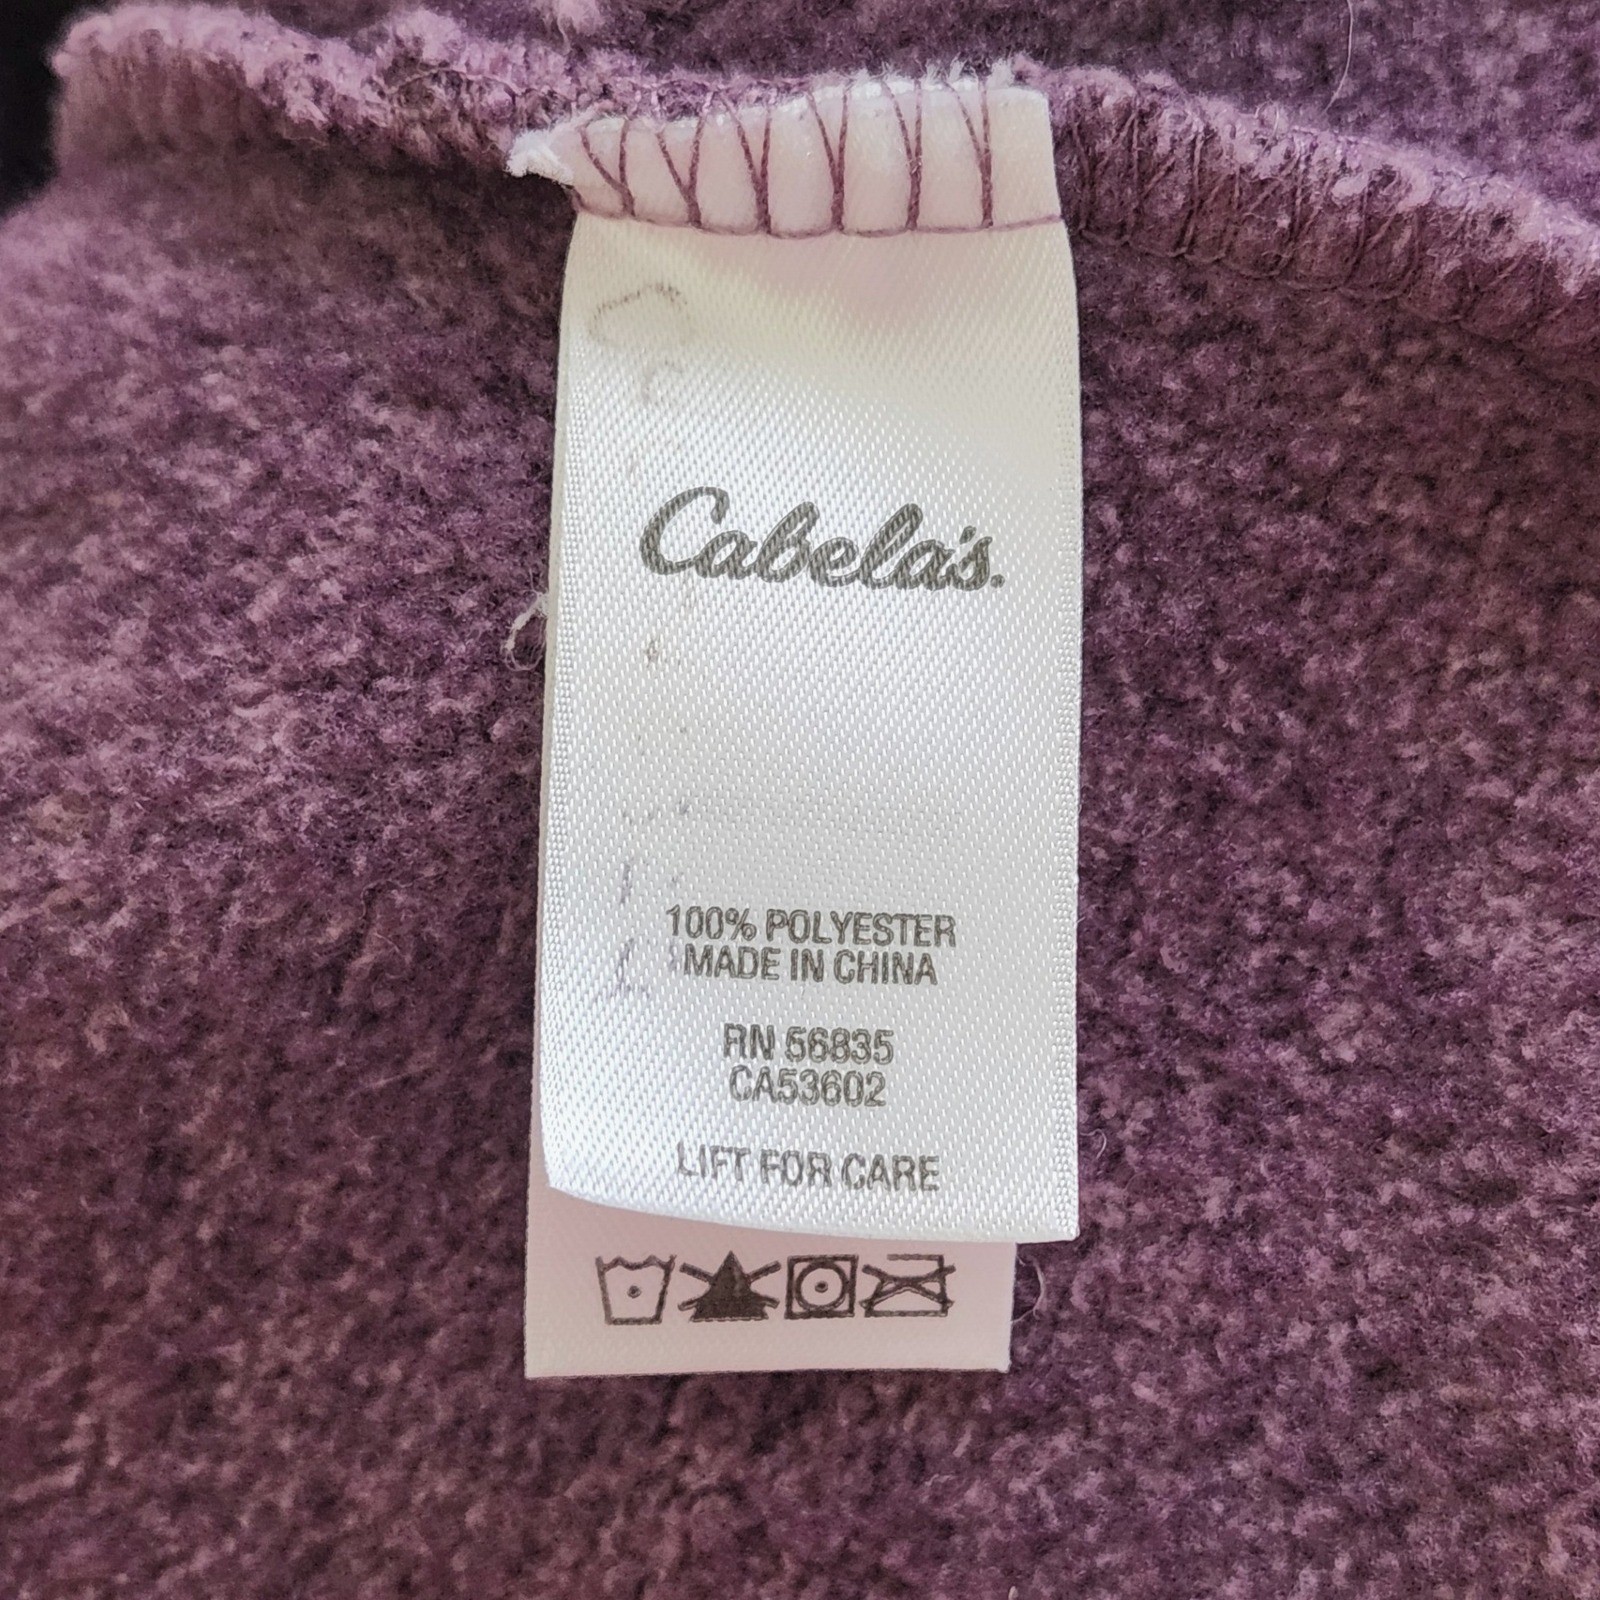 Cabela's.
100% POLYESTER
MADE IN CHINA
RN 56835
CA53602
LIFT FOR CARE